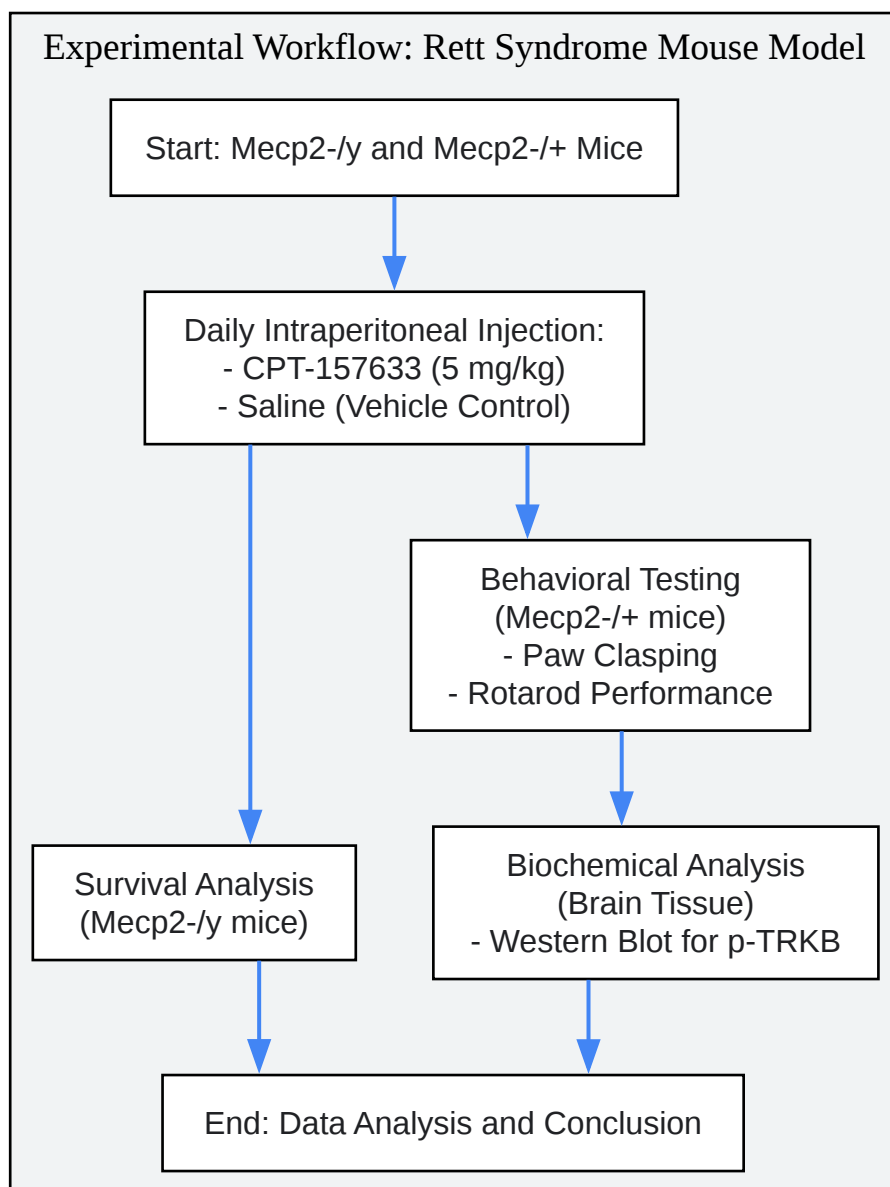 Experimental Workflow: Rett Syndrome Mouse Model
Start: Mecp2-/y and Mecp2-/+ Mice
Daily Intraperitoneal Injection:
- CPT-157633 (5 mg/kg)
- Saline (Vehicle Control)
Behavioral Testing
(Mecp2-/+ mice)
- Paw Clasping
- Rotarod Performance
Survival Analysis
(Mecp2-/y mice)
Biochemical Analysis
(Brain Tissue)
- Western Blot for p-TRKB
End: Data Analysis and Conclusion